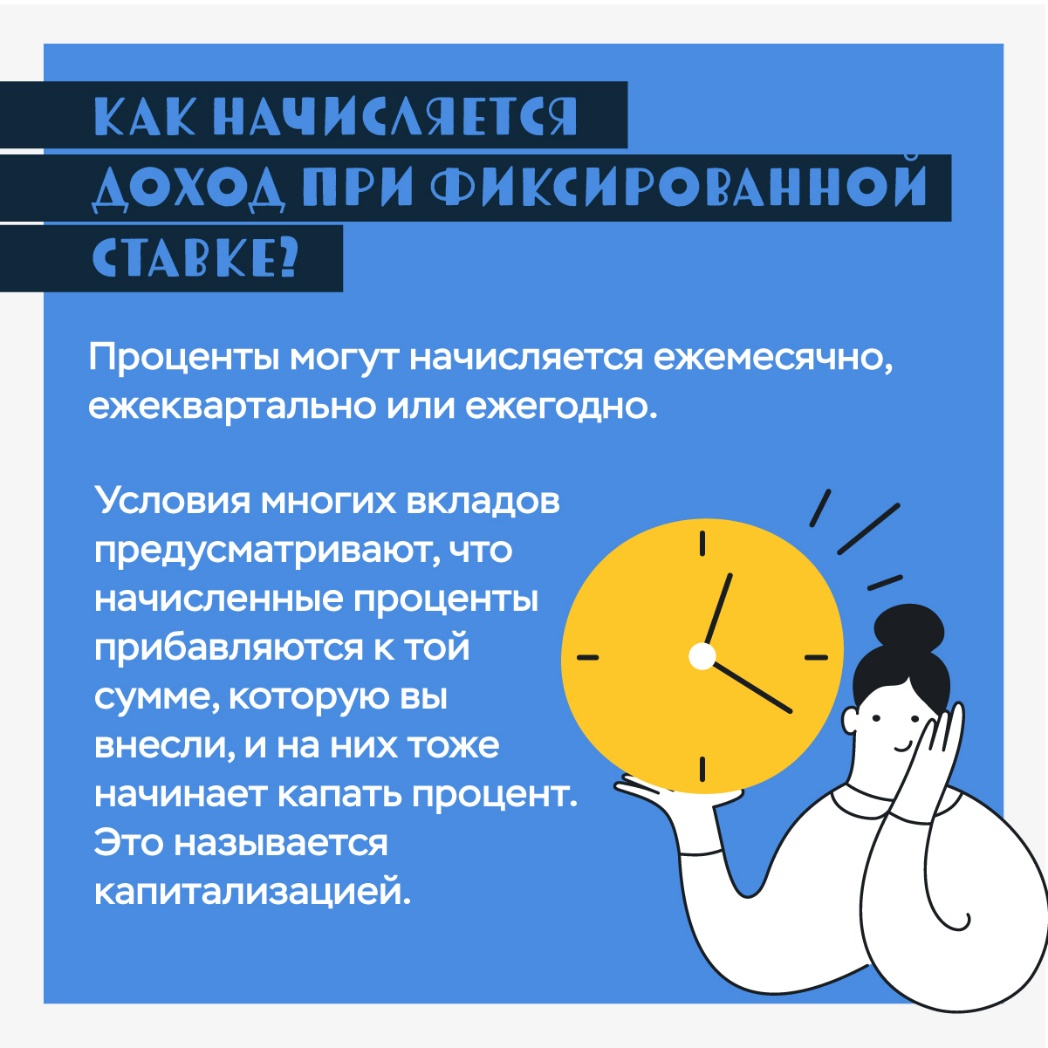 КАК НАЧИСЛЯЕТСЯ
ДОХОД ПРИ ФИКСИРОВАННОЙ
СТАВКЕ?
Проценты могут начисляется ежемесячно,
ежеквартально или ежегодно.
Условия многих вкладов
предусматривают, что
начисленные проценты
прибавляются к той
сумме, которую вы
внесли, и на них тоже
начинает капать процент.
Это называется
капитализацией.